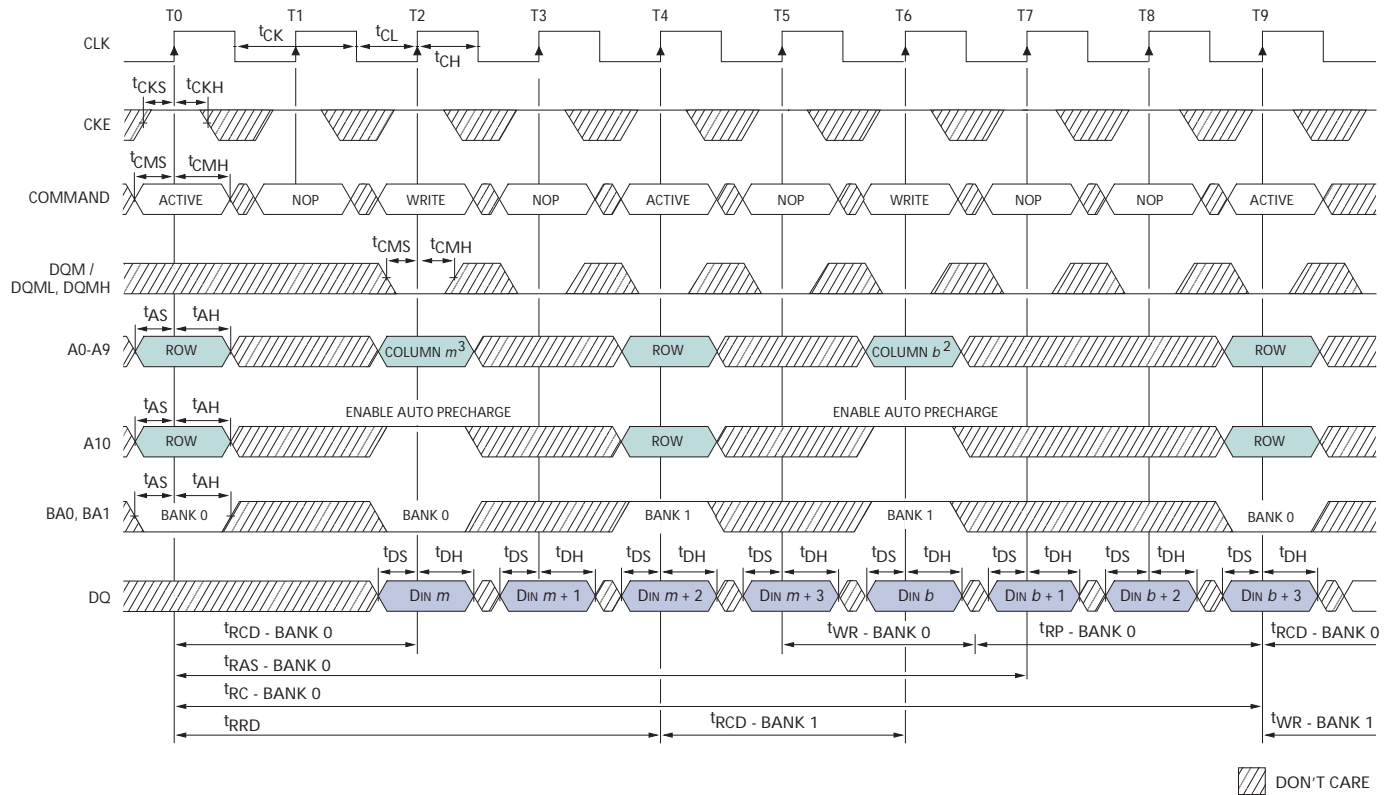 T0 T1 T2 T3 T4 T5 T6 T7 T8 T9
CLK tCK tCL tCH
tCKS tCKH
CKE
tCMS tCMH
COMMAND ACTIVE NOP WRITE NOP ACTIVE NOP WRITE NOP NOP ACTIVE
tCMS tCMH
DQM /
DQML, DQMH
tAS tAH
A0-A9 ROW COLUMN m3 ROW COLUMN b2 ROW
tAS tAH ENABLE AUTO PRECHARGE ENABLE AUTO PRECHARGE
A10 ROW ROW ROW
tAS tAH
BA0, BA1 BANK 0 BANK 0 BANK 1 BANK 1 BANK 0
tDS tDH tDS tDH tDS tDH tDS tDH tDS tDH tDS tDH tDS tDH tDS tDH
DQ DIN m DIN m + 1 DIN m + 2 DIN m + 3 DIN b DIN b + 1 DIN b + 2 DIN b + 3
tRCD - BANK 0 tWR - BANK 0 tRP - BANK 0 tRCD - BANK 0
tRAS - BANK 0
tRC - BANK 0
tRRD tRCD - BANK 1 tWR - BANK 1
DON'T CARE